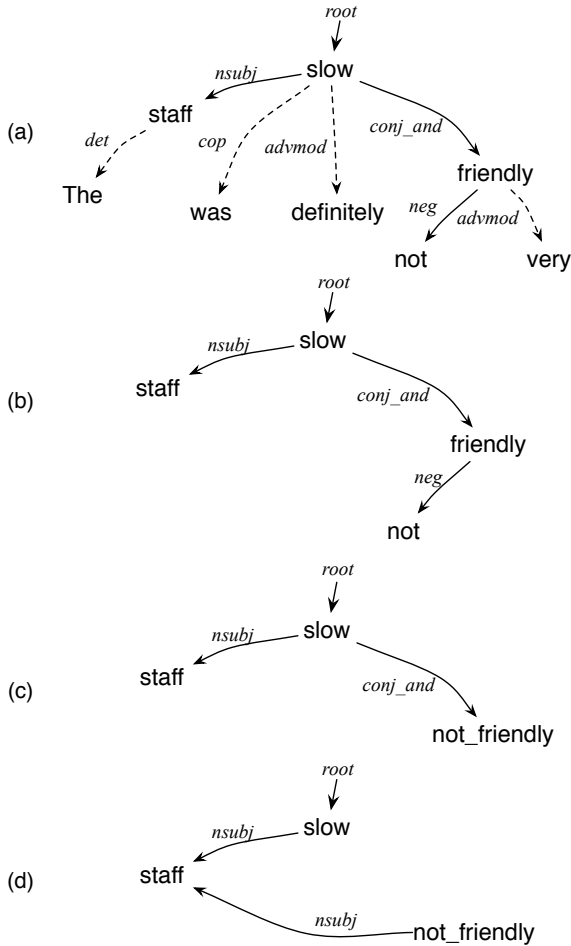 root
slow
nsubj
staff
(a)
det
cop
advmod
conj_and
The
was
definitely
friendly
neg
advmod
not
very
root
slow
nsubj
staff
(b)
conj_and
friendly
neg
not
root
slow
nsubj
staff
(c)
conj_and
not_friendly
root
slow
nsubj
staff
(d)
nsubj
not_friendly